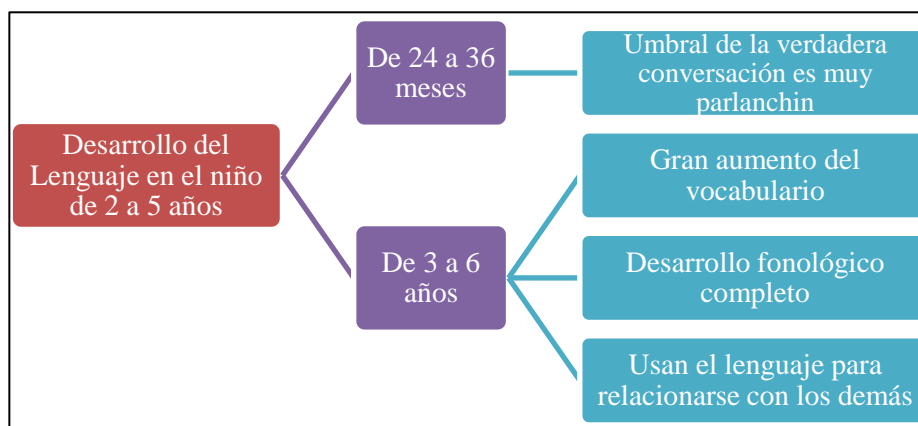 Desarrollo del
Lenguaje en el niño
de 2 a 5 años
De 24 a 36
meses
Umbral de la verdadera
conversación es muy
parlanchin
De 3 a 6
años
Gran aumento del
vocabulario
Desarrollo fonológico
completo
Usan el lenguaje para
relacionarse con los demás